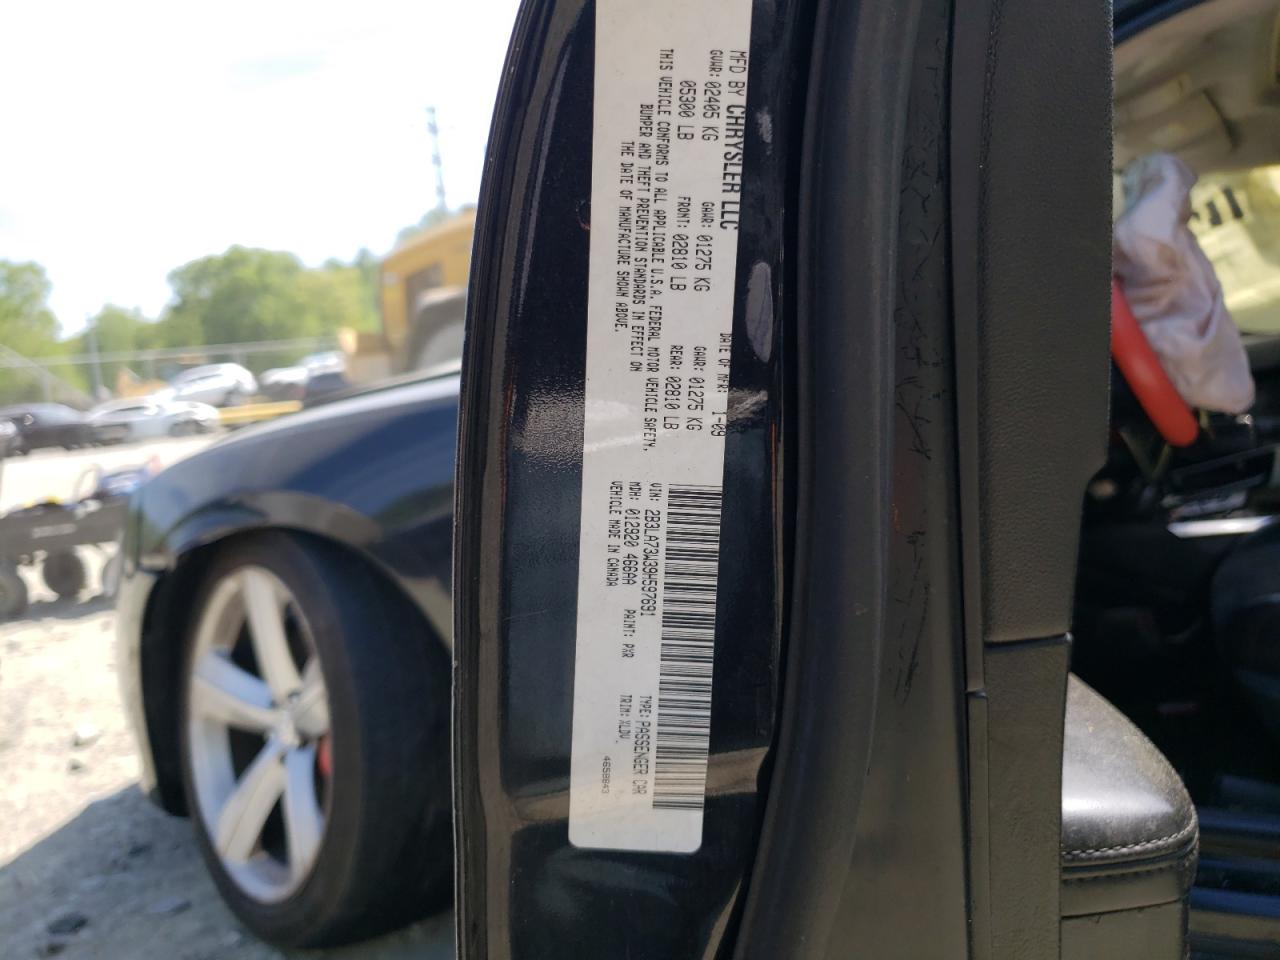 MFD BY CHRYSLER LLC
DATE OF MFR: 1-09
GVWR: 02405 KG
GAWR: 01275 KG
GAWR: 01275 KG
05300 LB
FRONT: 02810 LB
REAR: 02810 LB
THIS VEHICLE CONFORMS TO ALL APPLICABLE U.S.A. FEDERAL MOTOR VEHICLE SAFETY,
BUMPER AND THEFT PREVENTION STANDARDS IN EFFECT ON
THE DATE OF MANUFACTURE SHOWN ABOVE.
VIN: 2B3LA73W39H597691
TYPE: PASSENGER CAR
MDH: 012920 466AA
PAINT: PXR
TRIM: XLDV
VEHICLE MADE IN CANADA
4658843